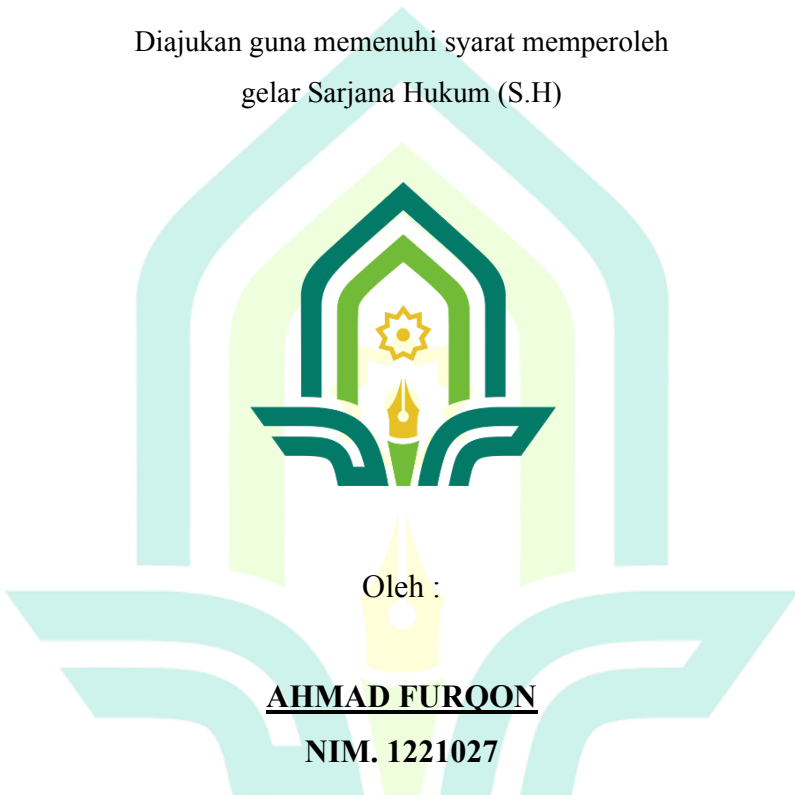 Diajukan guna memenuhi syarat memperoleh
gelar Sarjana Hukum (S.H)
Oleh :
AHMAD FURQON
NIM. 1221027